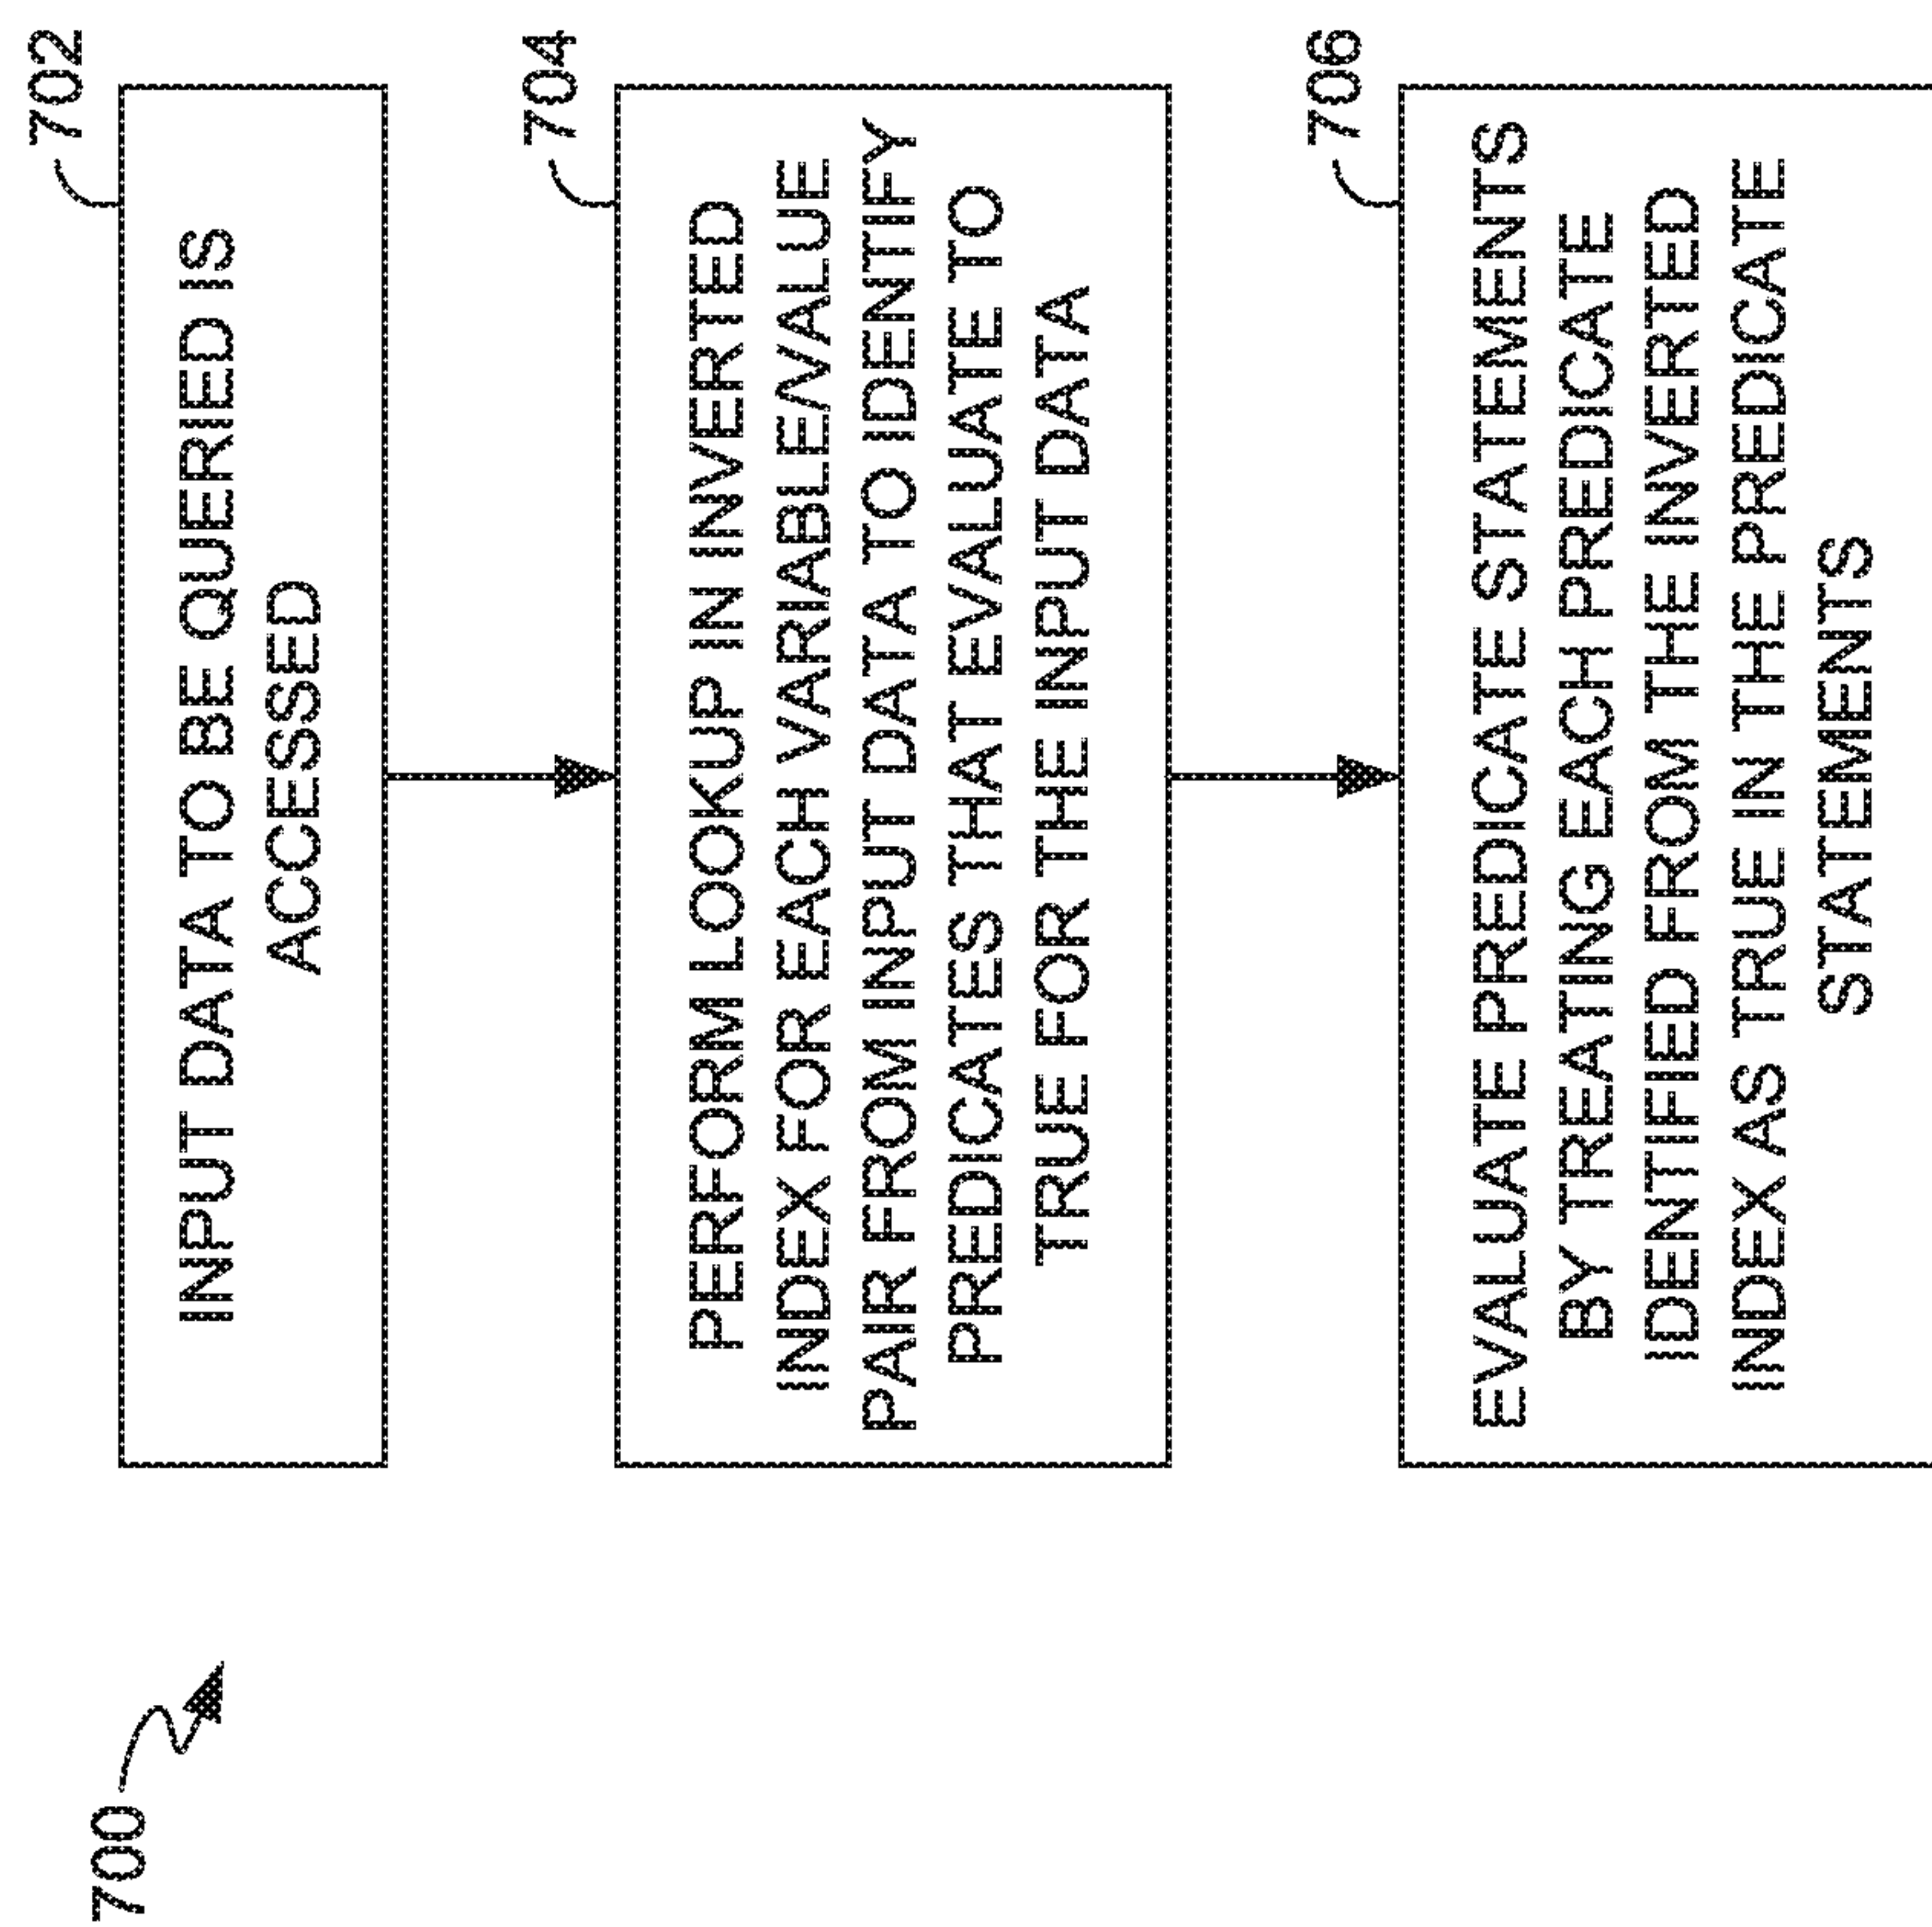 700
702
INPUT DATA TO BE QUERIED IS
ACCESSED
704
PERFORM LOOKUP IN INVERTED
INDEX FOR EACH VARIABLE/VALUE
PAIR FROM INPUT DATA TO IDENTIFY
PREDICATES THAT EVALUATE TO
TRUE FOR THE INPUT DATA
706
EVALUATE PREDICATE STATEMENTS
BY TREATING EACH PREDICATE
IDENTIFIED FROM THE INVERTED
INDEX AS TRUE IN THE PREDICATE
STATEMENTS